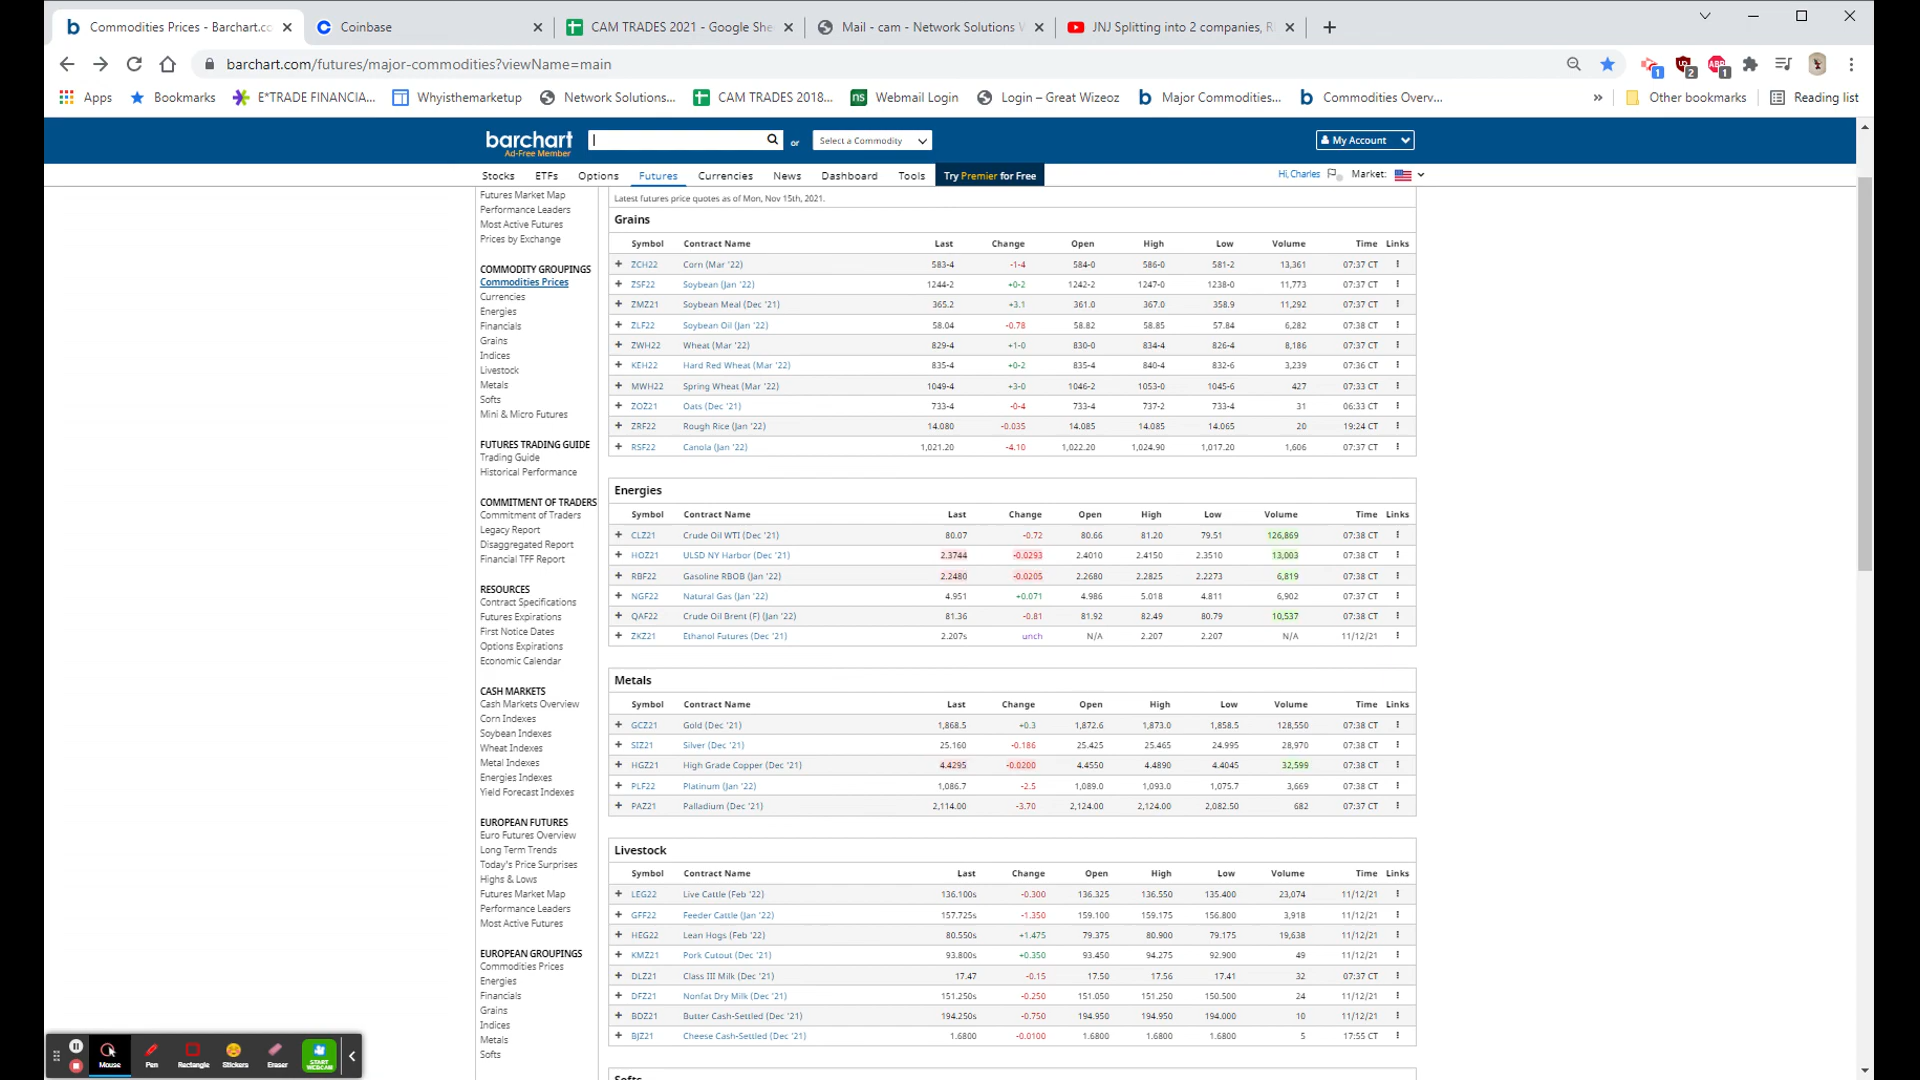 Commodities Prices - Barchart.co
Coinbase
CAM TRADES 2021 - Google She
Mail - cam - Network Solutions
JNJ Splitting into 2 companies, R
barchart.com/futures/major-commodities?viewName=main
1 2 1
Apps Bookmarks E*TRADE FINANCIA... Whyisthemarketup Network Solutions... CAM TRADES 2018... Webmail Login Login – Great Wizeoz Major Commodities... Commodities Overv... » Other bookmarks Reading list
barchart
Ad-Free Member
or
Select a Commodity
My Account
Stocks ETFs Options Futures Currencies News Dashboard Tools Try Premier for Free
Hi, Charles Market:
Futures Market Map
Performance Leaders
Most Active Futures
Prices by Exchange
COMMODITY GROUPINGS
Commodities Prices
Currencies
Energies
Financials
Grains
Indices
Livestock
Metals
Softs
Mini & Micro Futures
FUTURES TRADING GUIDE
Trading Guide
Historical Performance
COMMITMENT OF TRADERS
Commitment of Traders
Legacy Report
Disaggregated Report
Financial TFF Report
RESOURCES
Contract Specifications
Futures Expirations
First Notice Dates
Options Expirations
Economic Calendar
CASH MARKETS
Cash Markets Overview
Corn Indexes
Soybean Indexes
Wheat Indexes
Metal Indexes
Energies Indexes
Yield Forecast Indexes
EUROPEAN FUTURES
Euro Futures Overview
Long Term Trends
Today's Price Surprises
Highs & Lows
Futures Market Map
Performance Leaders
Most Active Futures
EUROPEAN GROUPINGS
Commodities Prices
Energies
Financials
Grains
Indices
Metals
Softs
Latest futures price quotes as of Mon, Nov 15th, 2021.
Grains
Symbol Contract Name Last Change Open High Low Volume Time Links
+ ZCH22 Corn (Mar '22) 583-4 -1-4 584-0 586-0 581-2 13,361 07:37 CT
+ ZSF22 Soybean (Jan '22) 1244-2 +0-2 1242-2 1247-0 1238-0 11,773 07:37 CT
+ ZMZ21 Soybean Meal (Dec '21) 365.2 +3.1 361.0 367.0 358.9 11,292 07:37 CT
+ ZLF22 Soybean Oil (Jan '22) 58.04 -0.78 58.82 58.85 57.84 6,282 07:38 CT
+ ZWH22 Wheat (Mar '22) 829-4 +1-0 830-0 834-4 826-4 8,186 07:37 CT
+ KEH22 Hard Red Wheat (Mar '22) 835-4 +0-2 835-4 840-4 832-6 3,239 07:36 CT
+ MWH22 Spring Wheat (Mar '22) 1049-4 +3-0 1046-2 1053-0 1045-6 427 07:33 CT
+ ZOZ21 Oats (Dec '21) 733-4 -0-4 733-4 737-2 733-4 31 06:33 CT
+ ZRF22 Rough Rice (Jan '22) 14.080 -0.035 14.085 14.085 14.065 20 19:24 CT
+ RSF22 Canola (Jan '22) 1,021.20 -4.10 1,022.20 1,024.90 1,017.20 1,606 07:37 CT
Energies
Symbol Contract Name Last Change Open High Low Volume Time Links
+ CLZ21 Crude Oil WTI (Dec '21) 80.07 -0.72 80.66 81.20 79.51 126,869 07:38 CT
+ HOZ21 ULSD NY Harbor (Dec '21) 2.3744 -0.0293 2.4010 2.4150 2.3510 13,003 07:38 CT
+ RBF22 Gasoline RBOB (Jan '22) 2.2480 -0.0205 2.2680 2.2825 2.2273 6,819 07:38 CT
+ NGF22 Natural Gas (Jan '22) 4.951 +0.071 4.986 5.018 4.811 6,902 07:37 CT
+ QAF22 Crude Oil Brent (F) (Jan '22) 81.36 -0.81 81.92 82.49 80.79 10,537 07:38 CT
+ ZKZ21 Ethanol Futures (Dec '21) 2.207s unch N/A 2.207 2.207 N/A 11/12/21
Metals
Symbol Contract Name Last Change Open High Low Volume Time Links
+ GCZ21 Gold (Dec '21) 1,868.5 +0.3 1,872.6 1,873.0 1,858.5 128,550 07:38 CT
+ SIZ21 Silver (Dec '21) 25.160 -0.186 25.425 25.465 24.995 28,970 07:38 CT
+ HGZ21 High Grade Copper (Dec '21) 4.4295 -0.0200 4.4550 4.4890 4.4045 32,599 07:38 CT
+ PLF22 Platinum (Jan '22) 1,086.7 -2.5 1,089.0 1,093.0 1,075.7 3,669 07:38 CT
+ PAZ21 Palladium (Dec '21) 2,114.00 -3.70 2,124.00 2,124.00 2,082.50 682 07:37 CT
Livestock
Symbol Contract Name Last Change Open High Low Volume Time Links
+ LEG22 Live Cattle (Feb '22) 136.100s -0.300 136.325 136.550 135.400 23,074 11/12/21
+ GFF22 Feeder Cattle (Jan '22) 157.725s -1.350 159.100 159.175 156.800 3,918 11/12/21
+ HEG22 Lean Hogs (Feb '22) 80.550s +1.475 79.375 80.900 79.175 19,638 11/12/21
+ KMZ21 Pork Cutout (Dec '21) 93.800s +0.350 93.450 94.275 92.900 49 11/12/21
+ DLZ21 Class III Milk (Dec '21) 17.47 -0.15 17.50 17.56 17.41 32 07:37 CT
+ DFZ21 Nonfat Dry Milk (Dec '21) 151.250s -0.250 151.050 151.250 150.500 24 11/12/21
+ BDZ21 Butter Cash-Settled (Dec '21) 194.250s -0.750 194.950 194.950 194.000 10 11/12/21
+ BJZ21 Cheese Cash-Settled (Dec '21) 1.6800 -0.0100 1.6800 1.6800 1.6800 5 17:55 CT
Softs
Mouse Pen Rectangle Stickers Eraser START WEBCAM